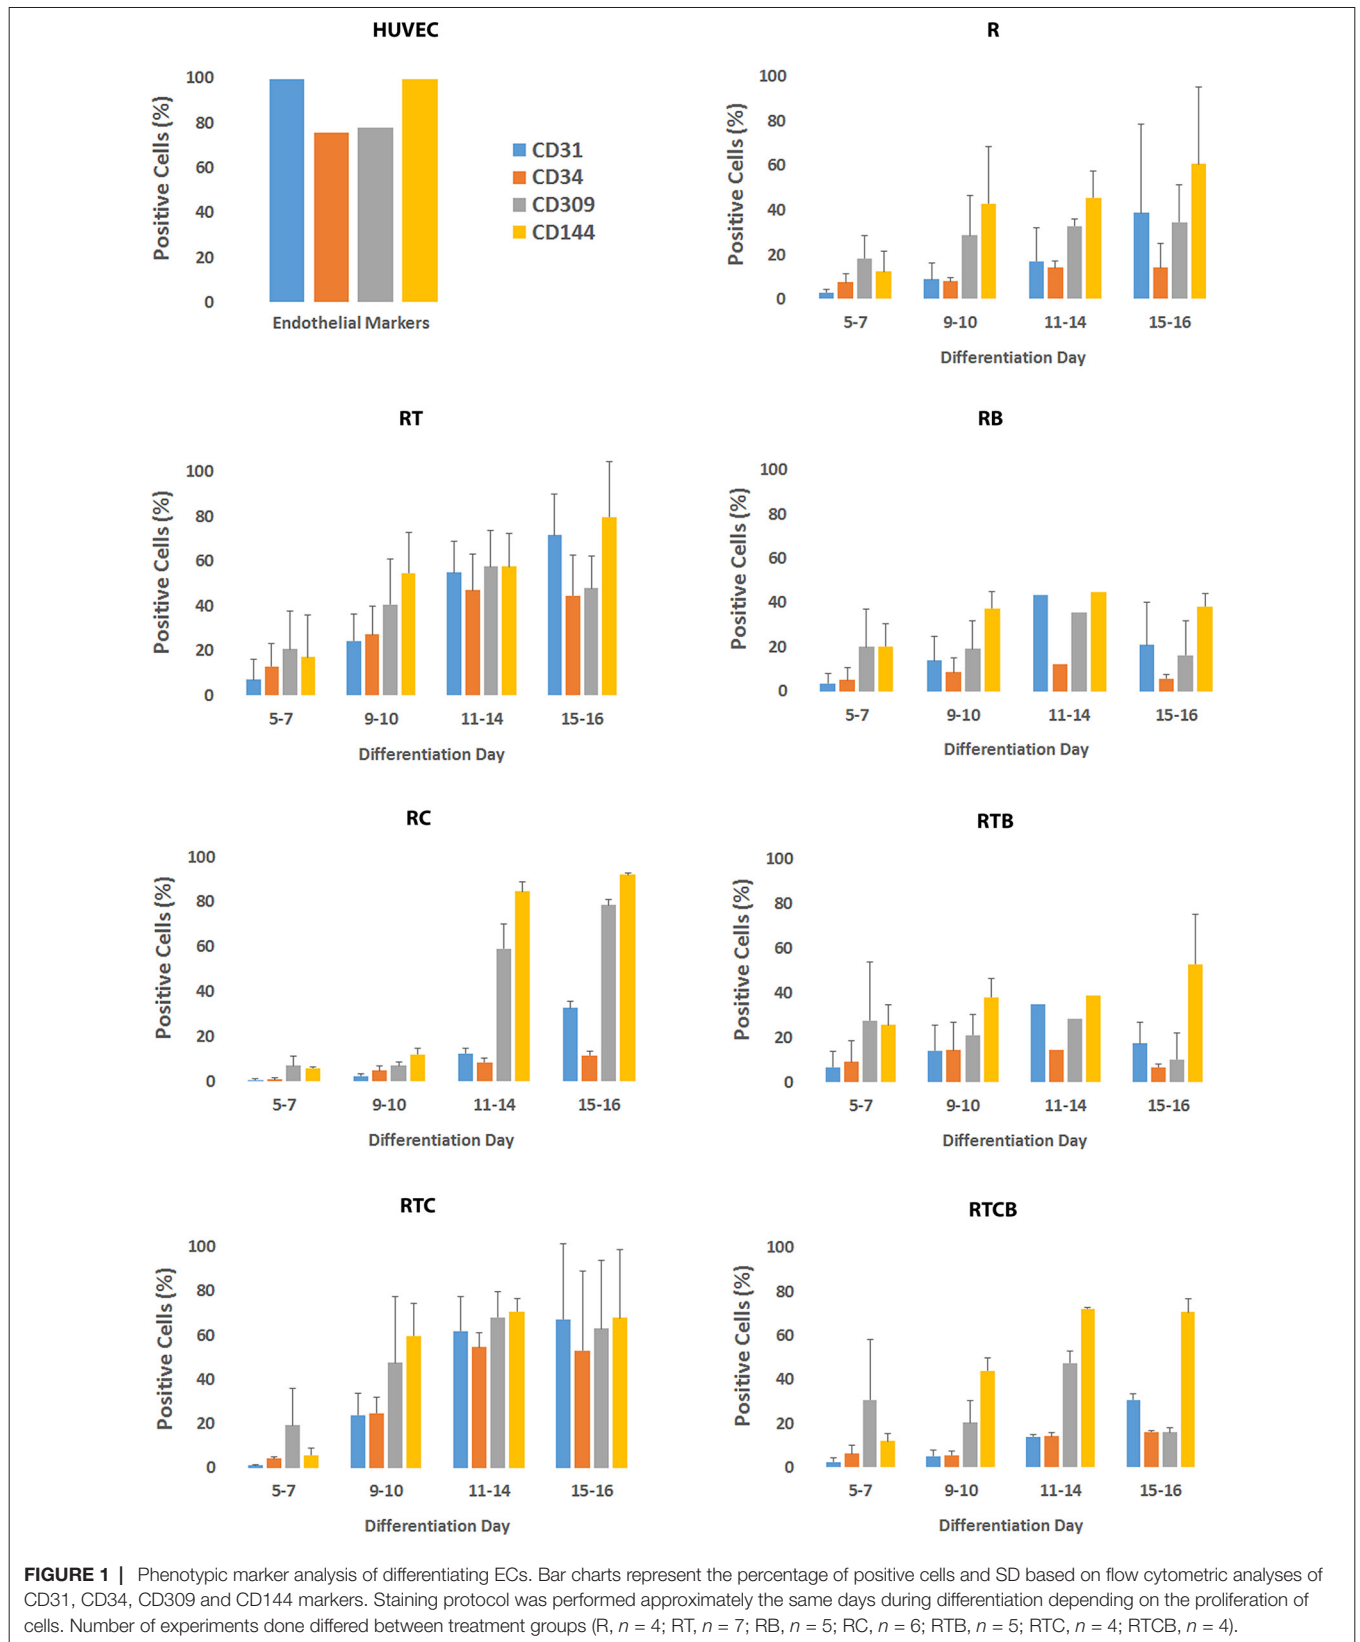 HUVEC
100
80
60
40
20
0
Positive Cells (%)
Endothelial Markers
CD31
CD34
CD309
CD144
R
100
80
60
40
20
0
Positive Cells (%)
5-7 9-10 11-14 15-16
Differentiation Day
RT
100
80
60
40
20
0
Positive Cells (%)
5-7 9-10 11-14 15-16
Differentiation Day
RB
100
80
60
40
20
0
Positive Cells (%)
5-7 9-10 11-14 15-16
Differentiation Day
RC
100
80
60
40
20
0
Positive Cells (%)
5-7 9-10 11-14 15-16
Differentiation Day
RTB
100
80
60
40
20
0
Positive Cells (%)
5-7 9-10 11-14 15-16
Differentiation Day
RTC
100
80
60
40
20
0
Positive Cells (%)
5-7 9-10 11-14 15-16
Differentiation Day
RTCB
100
80
60
40
20
0
Positive Cells (%)
5-7 9-10 11-14 15-16
Differentiation Day
FIGURE 1 | Phenotypic marker analysis of differentiating ECs. Bar charts represent the percentage of positive cells and SD based on flow cytometric analyses of
CD31, CD34, CD309 and CD144 markers. Staining protocol was performed approximately the same days during differentiation depending on the proliferation of
cells. Number of experiments done differed between treatment groups (R, n = 4; RT, n = 7; RB, n = 5; RC, n = 6; RTB, n = 5; RTC, n = 4; RTCB, n = 4).